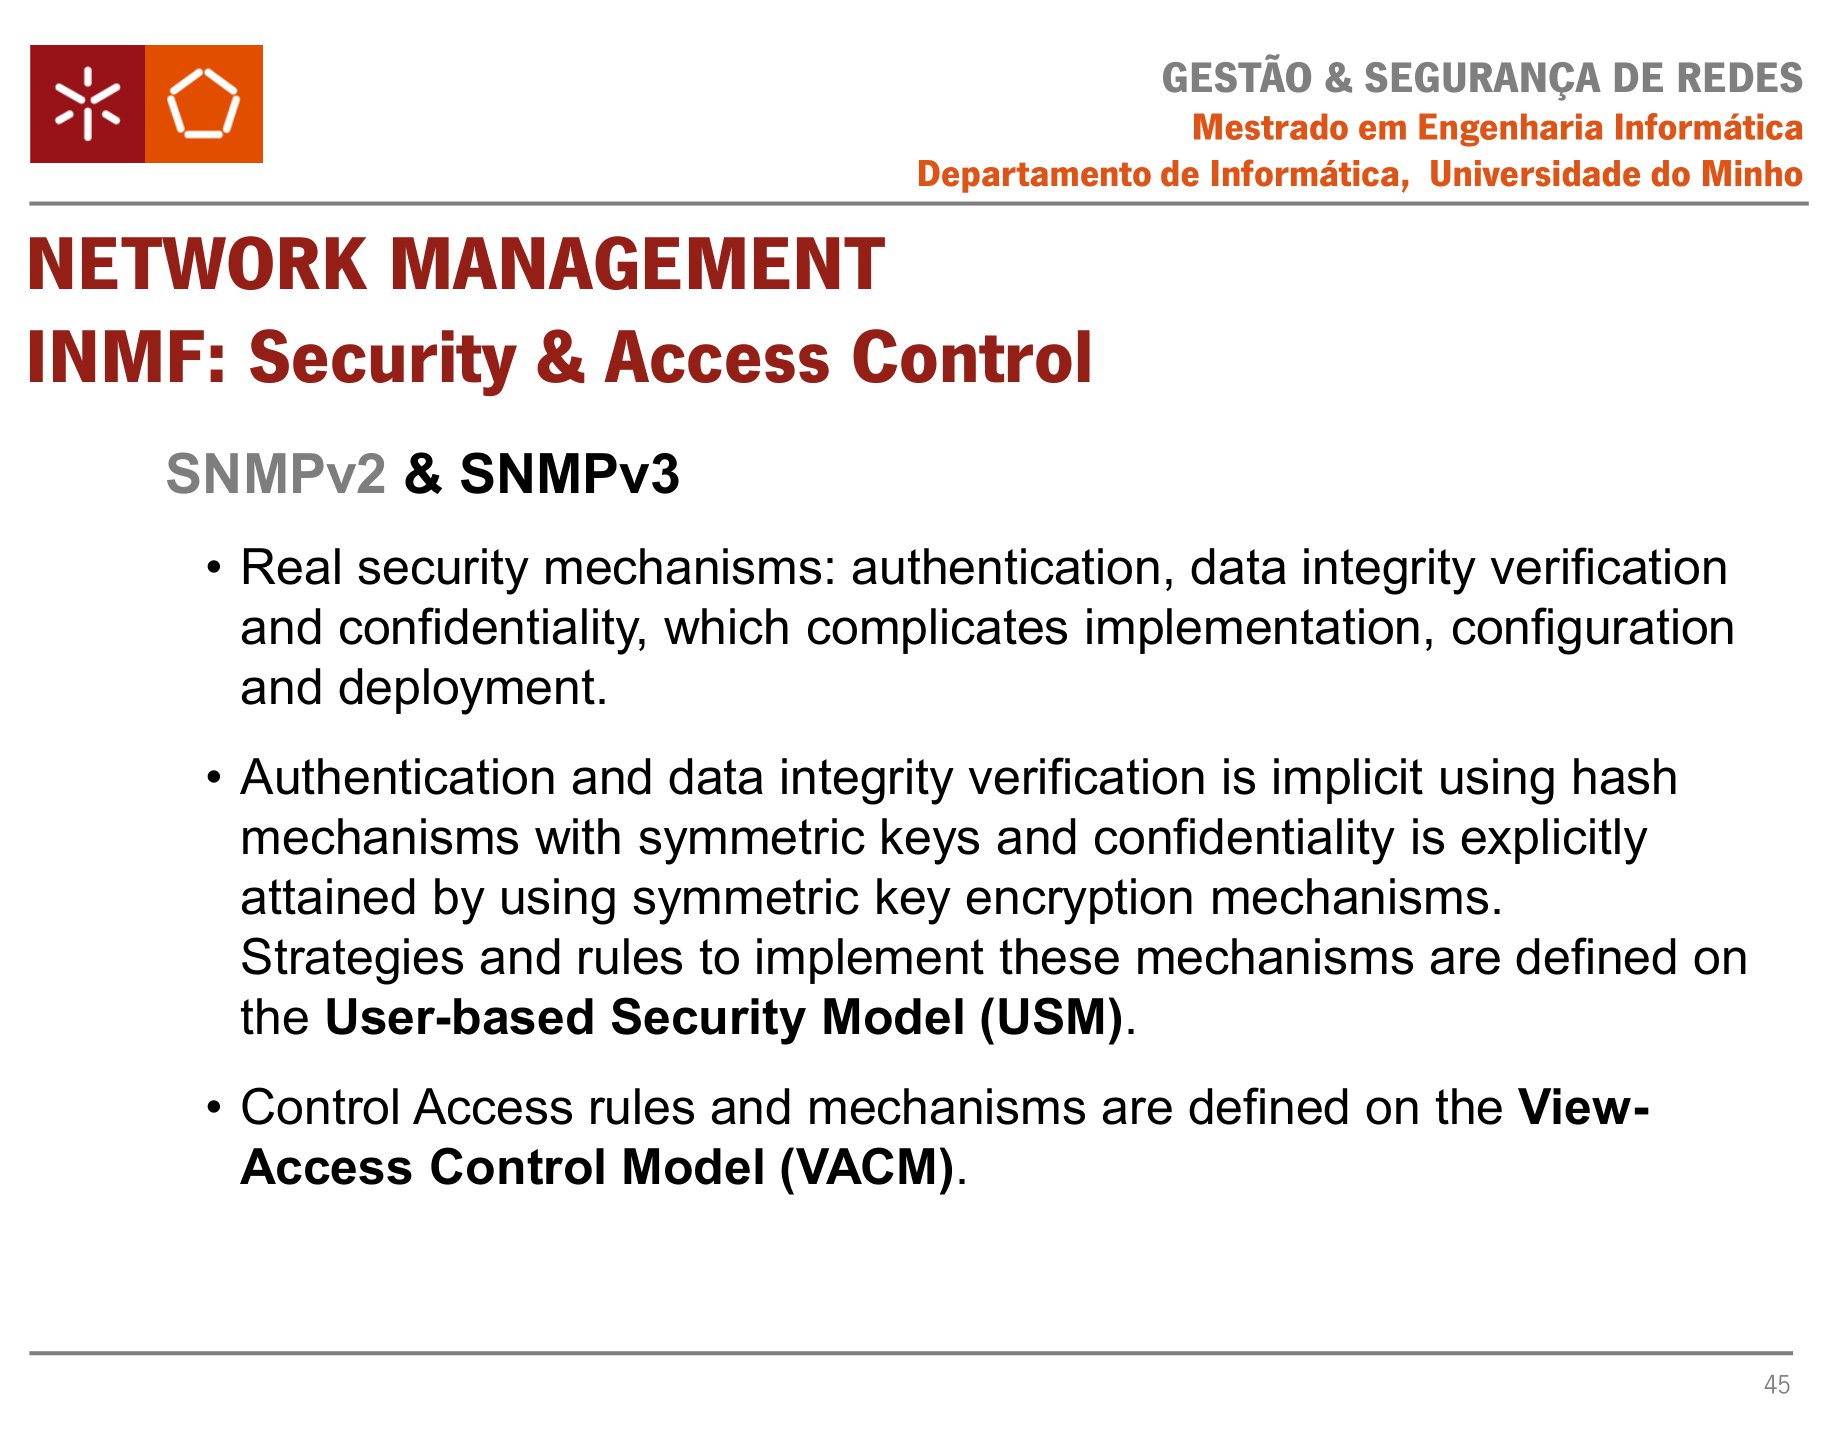 GESTÃO & SEGURANÇA DE REDES
Mestrado em Engenharia Informática
Departamento de Informática, Universidade do Minho
NETWORK MANAGEMENT
INMF: Security & Access Control
SNMPv2 & SNMPv3
• Real security mechanisms: authentication, data integrity verification
and confidentiality, which complicates implementation, configuration
and deployment.
• Authentication and data integrity verification is implicit using hash
mechanisms with symmetric keys and confidentiality is explicitly
attained by using symmetric key encryption mechanisms.
Strategies and rules to implement these mechanisms are defined on
the User-based Security Model (USM).
• Control Access rules and mechanisms are defined on the View-
Access Control Model (VACM).
45